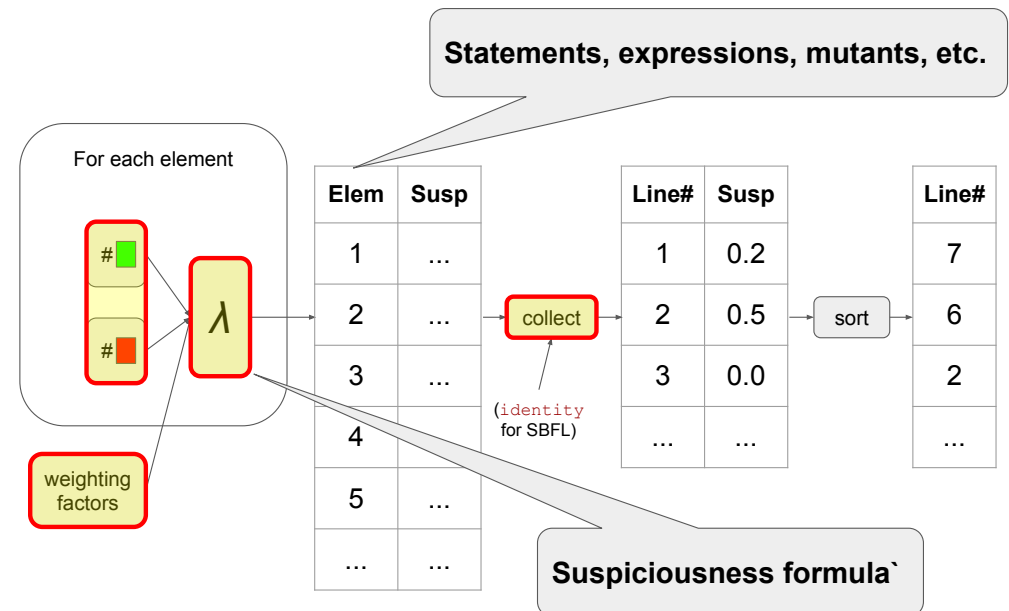 Statements, expressions, mutants, etc.
For each element
#
#
λ
weighting
factors
Elem Susp
1 ...
2 ...
3 ...
4
5 ...
... ...
collect
(identity
for SBFL)
Line# Susp
1 0.2
2 0.5
3 0.0
... ...
sort
Line#
7
6
2
...
Suspiciousness formula`